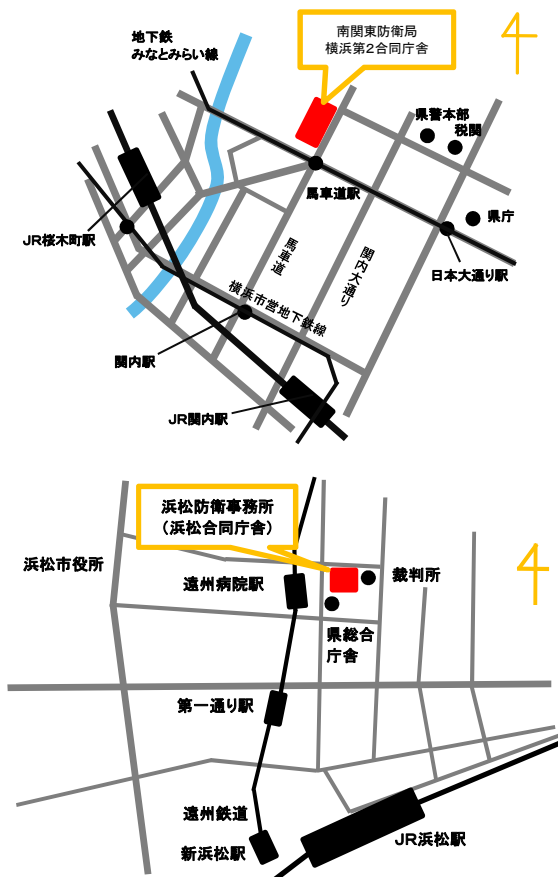 地下鉄
みなとみらい線
南関東防衛局
横浜第2合同庁舎
県警本部
税関
馬車道駅
県庁
JR桜木町駅
日本大通り駅
馬車道
関内大通り
横浜市営地下鉄線
関内駅
JR関内駅
浜松防衛事務所
（浜松合同庁舎）
浜松市役所
裁判所
遠州病院駅
県総合
庁舎
第一通り駅
遠州鉄道
新浜松駅
JR浜松駅